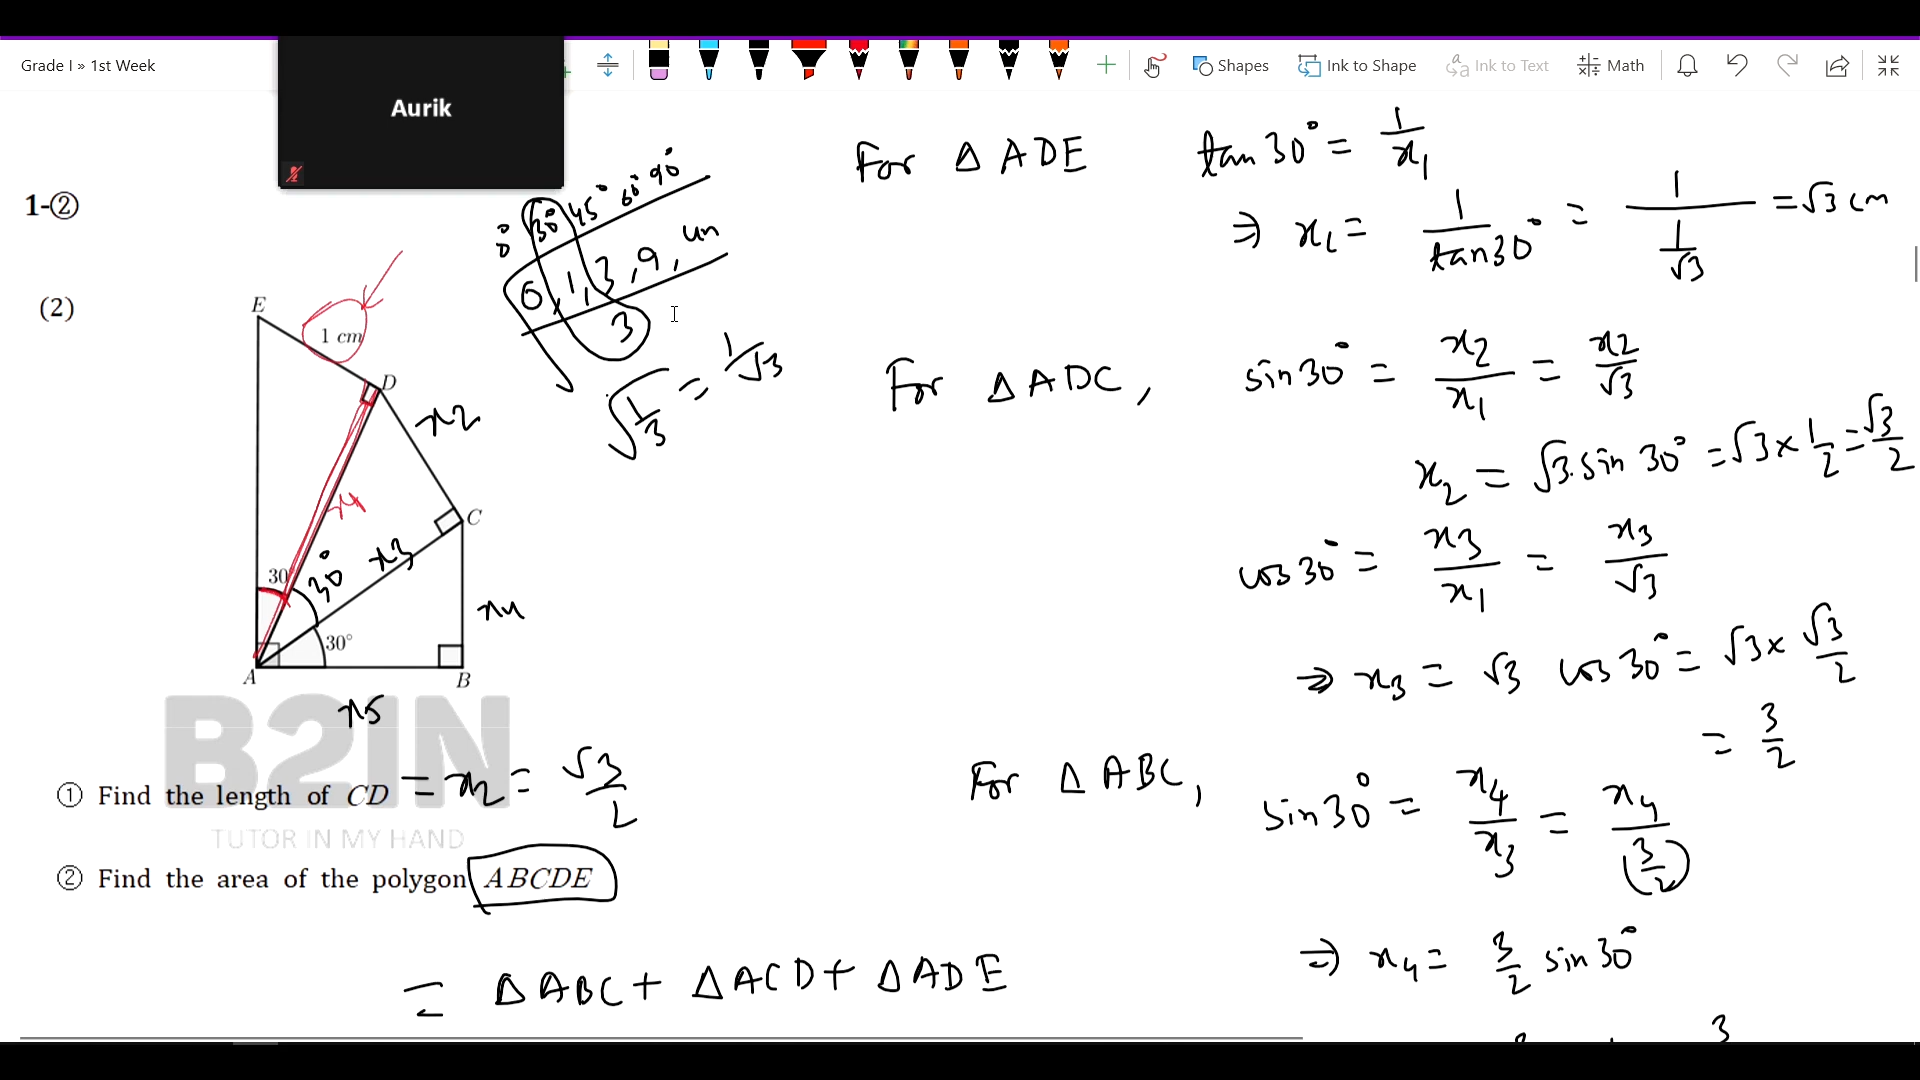 Grade I » 1st Week
Shapes
Ink to Shape
Ink to Text
Math
Aurik
1-②
(2)
E
1 cm
D
C
A
B
30
30°
30°
x2
x3
x4
x5
0° 30° 45° 60° 90°
0, 1, 3, 9, un
3
√1/3 = 1/√3
For △ ADE tan 30° = 1/x1
⇒ x1 = 1/tan30° = 1/(1/√3) = √3 cm
For △ ADC, sin 30° = x2/x1 = x2/√3
x2 = √3.sin 30° = √3 x 1/2 = √3/2
cos 30° = x3/x1 = x3/√3
⇒ x3 = √3 cos 30° = √3 x √3/2
= 3/2
For △ ABC, sin 30° = x4/x3 = x4/(3/2)
⇒ x4 = 3/2 sin 30°
3
B2IN
TUTOR IN MY HAND
① Find the length of CD = x2 = √3/2
② Find the area of the polygon ABCDE
= △ ABC + △ ACD + △ ADE